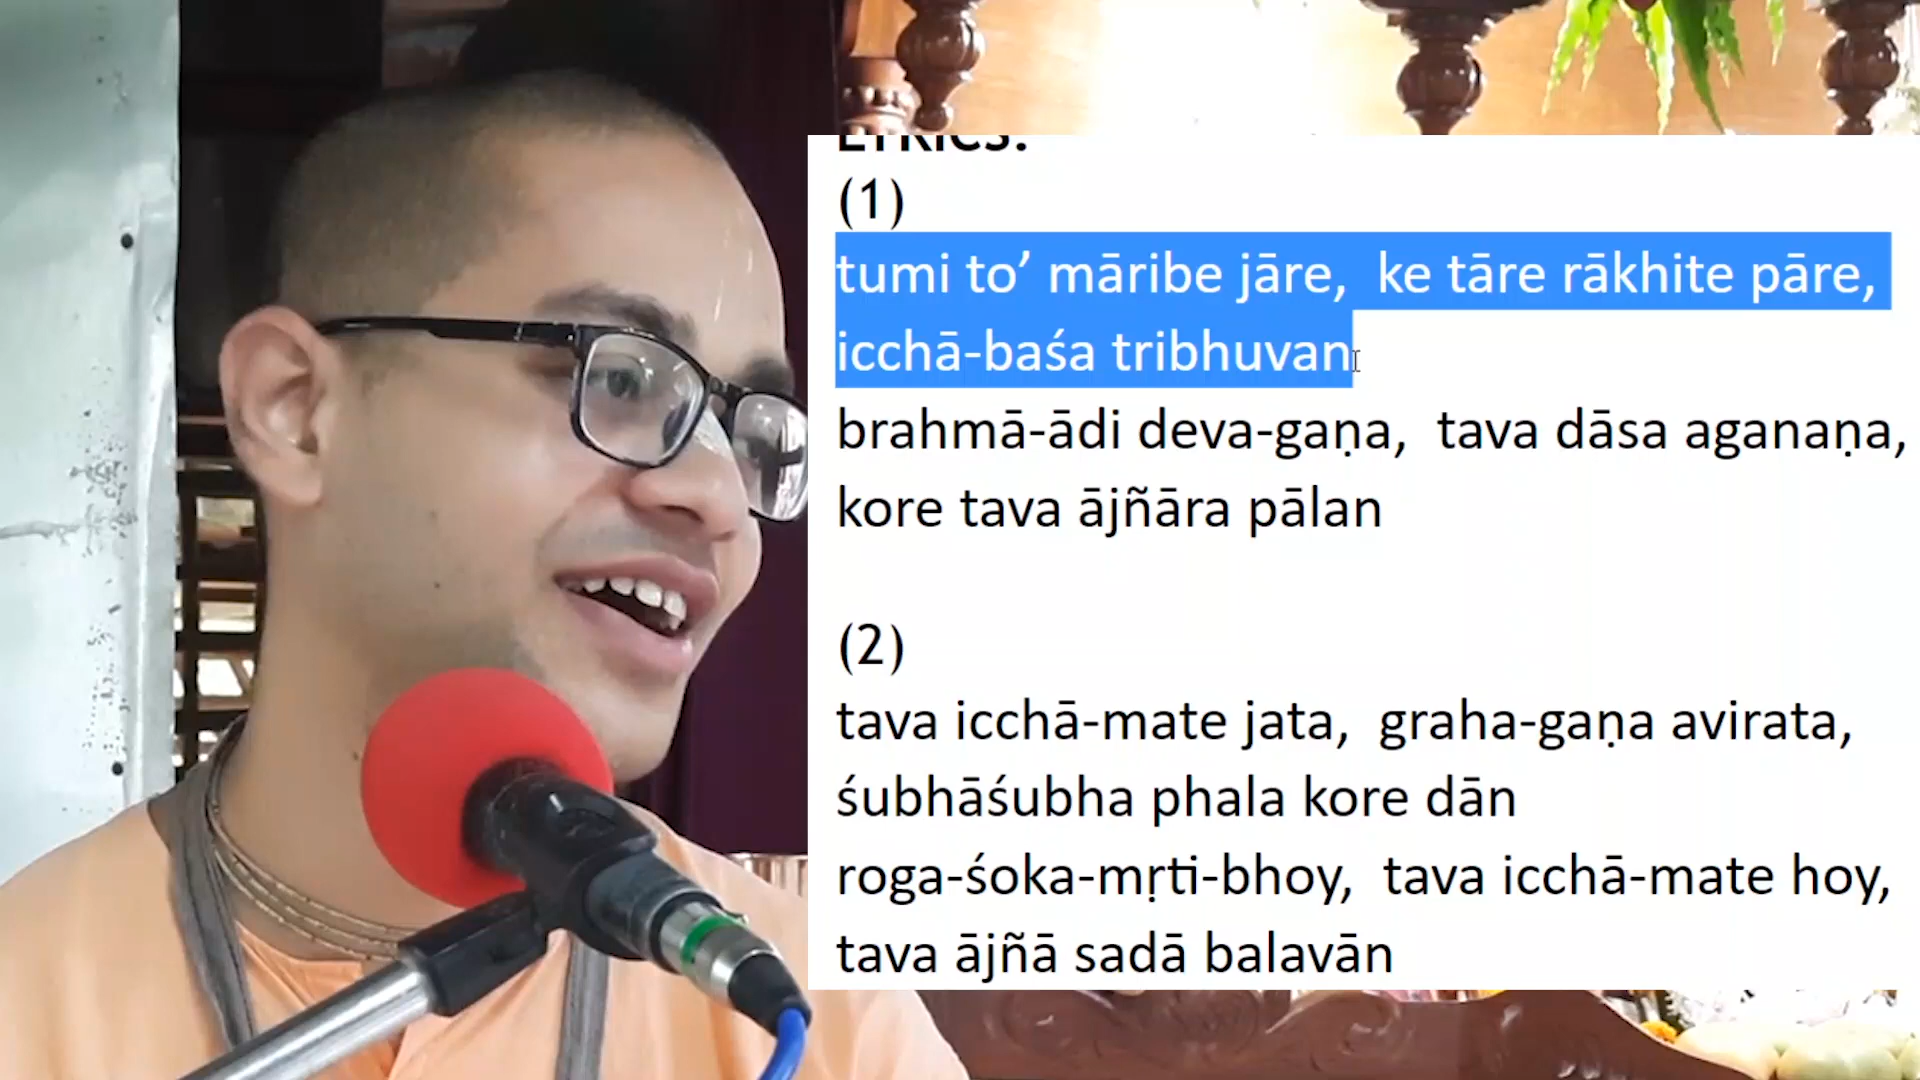 LYRICS:
(1)
tumi to’ māribe jāre, ke tāre rākhite pāre,
icchā-baśa tribhuvan
brahmā-ādi deva-gaṇa, tava dāsa aganaṇa,
kore tava ājñāra pālan
(2)
tava icchā-mate jata, graha-gaṇa avirata,
śubhāśubha phala kore dān
roga-śoka-mṛti-bhoy, tava icchā-mate hoy,
tava ājñā sadā balavān